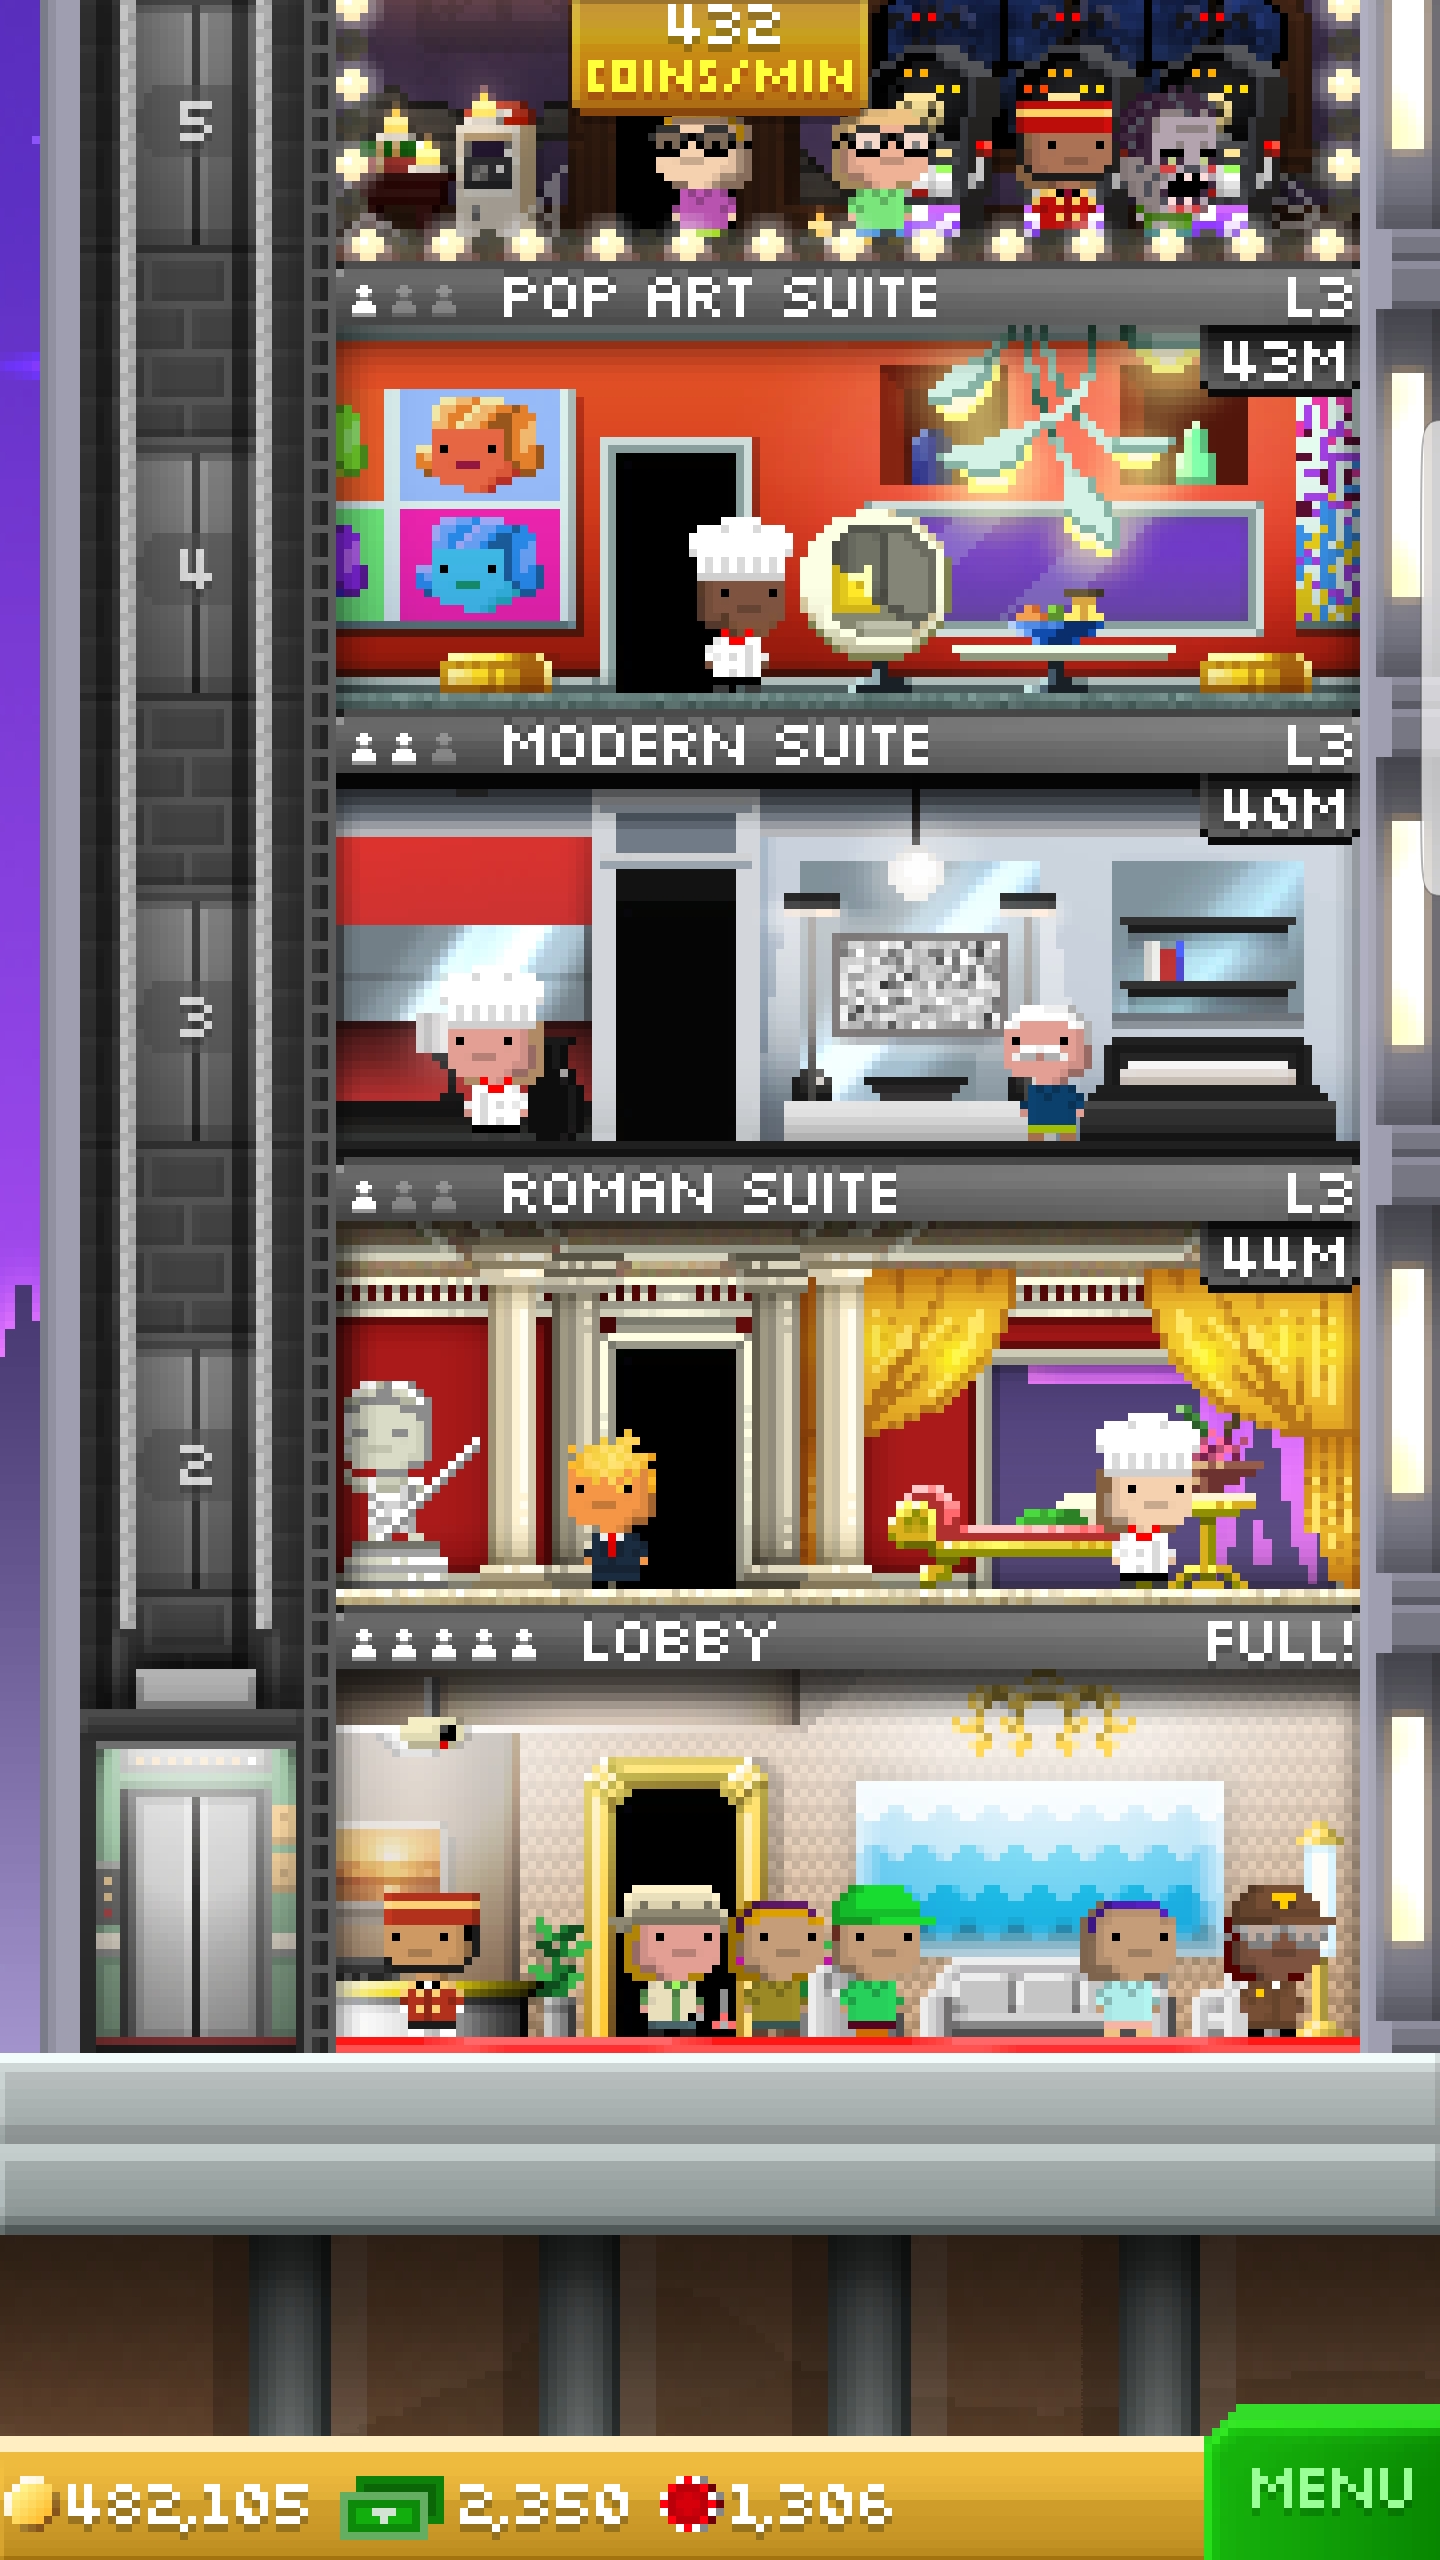 432
COINS/MIN
5
POP ART SUITE L3
43M
4
MODERN SUITE L3
40M
3
ROMAN SUITE L3
44M
2
LOBBY FULL!
482,105 2,350 1,306
MENU